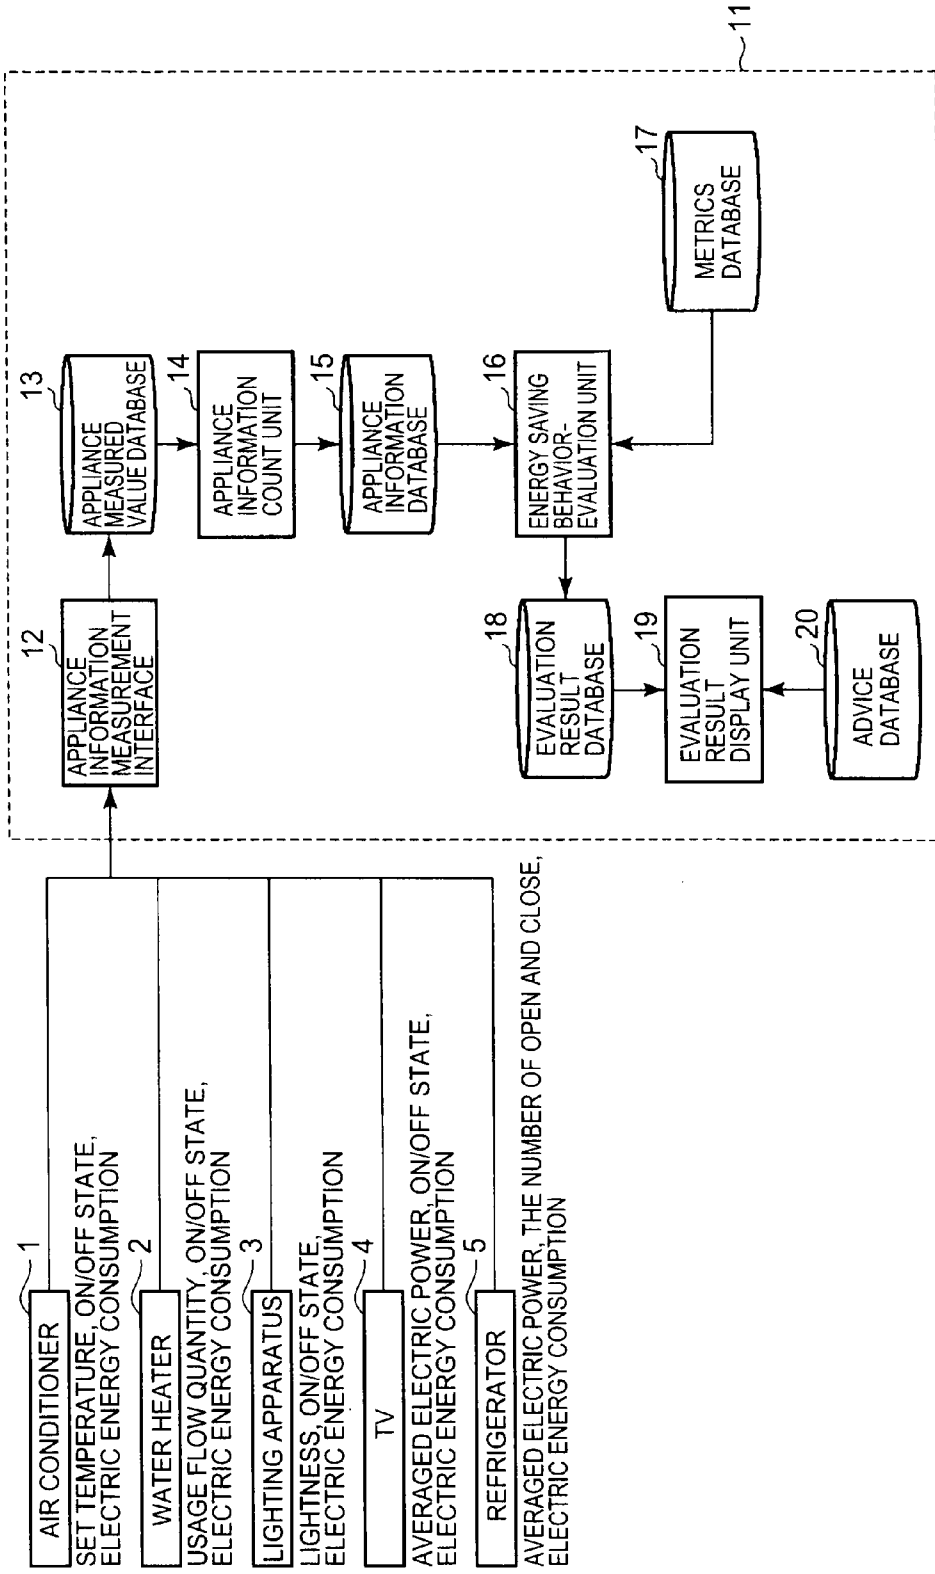 1
AIR CONDITIONER
SET TEMPERATURE, ON/OFF STATE,
ELECTRIC ENERGY CONSUMPTION
2
WATER HEATER
USAGE FLOW QUANTITY, ON/OFF STATE,
ELECTRIC ENERGY CONSUMPTION
3
LIGHTING APPARATUS
LIGHTNESS, ON/OFF STATE,
ELECTRIC ENERGY CONSUMPTION
4
TV
AVERAGED ELECTRIC POWER, ON/OFF STATE,
ELECTRIC ENERGY CONSUMPTION
5
REFRIGERATOR
AVERAGED ELECTRIC POWER, THE NUMBER OF OPEN AND CLOSE,
ELECTRIC ENERGY CONSUMPTION
11
12
APPLIANCE
INFORMATION
MEASUREMENT
INTERFACE
13
APPLIANCE
MEASURED
VALUE DATABASE
14
APPLIANCE
INFORMATION
COUNT UNIT
15
APPLIANCE
INFORMATION
DATABASE
16
ENERGY SAVING
BEHAVIOR-
EVALUATION UNIT
17
METRICS
DATABASE
18
EVALUATION
RESULT
DATABASE
19
EVALUATION
RESULT
DISPLAY UNIT
20
ADVICE
DATABASE